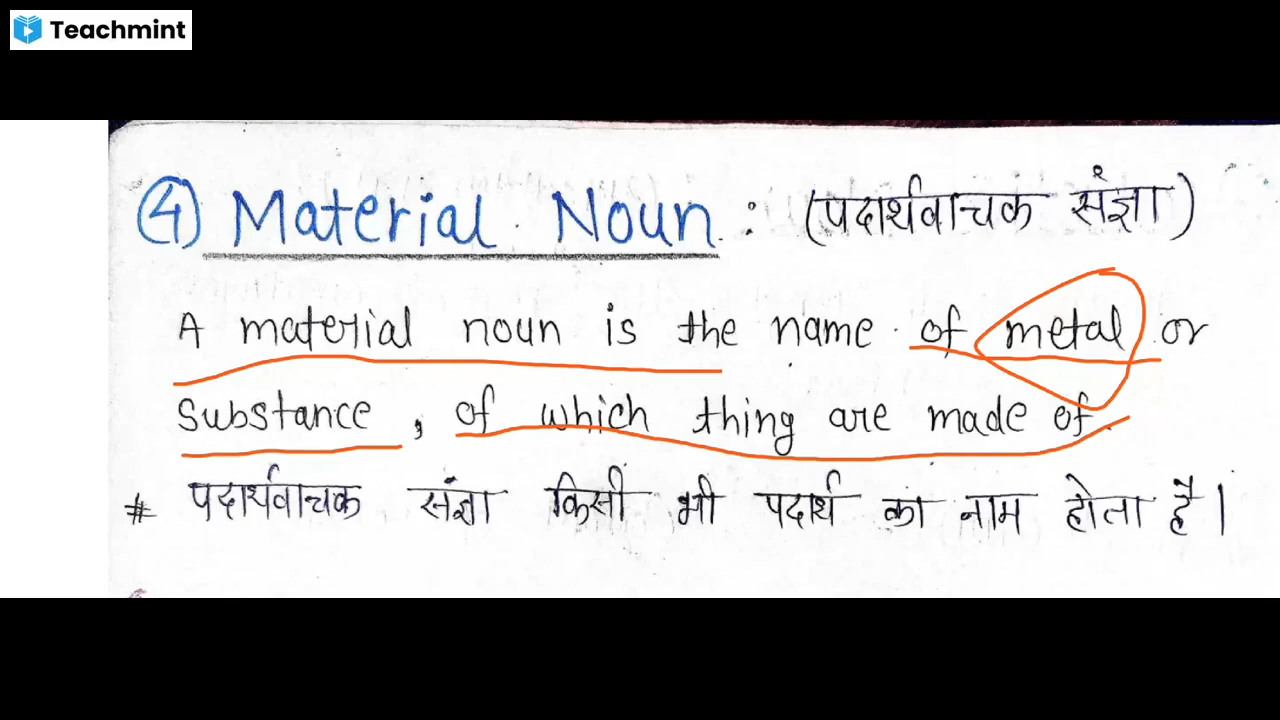 Teachmint
④ Material Noun : (पदार्थवाचक संज्ञा)
A material noun is the name of metal or
Substance, of which thing are made of.
# पदार्थवाचक संज्ञा किसी भी पदार्थ का नाम होता है।